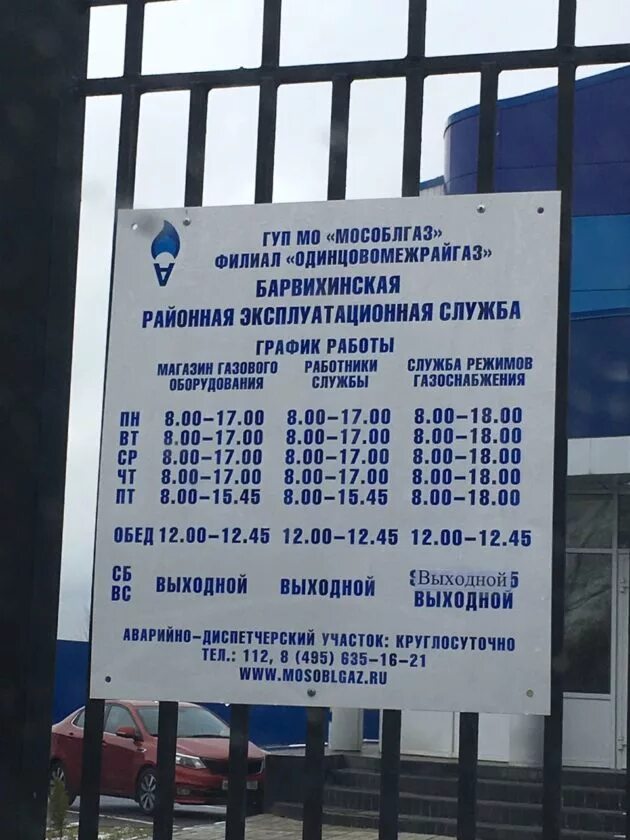 ГУП МО «МОСОБЛГАЗ»
ФИЛИАЛ «ОДИНЦОВОМЕЖРАЙГАЗ»
БАРВИХИНСКАЯ
РАЙОННАЯ ЭКСПЛУАТАЦИОННАЯ СЛУЖБА
ГРАФИК РАБОТЫ
МАГАЗИН ГАЗОВОГО ОБОРУДОВАНИЯ РАБОТНИКИ СЛУЖБЫ СЛУЖБА РЕЖИМОВ ГАЗОСНАБЖЕНИЯ
ПН 8.00–17.00 8.00–17.00 8.00–18.00
ВТ 8.00–17.00 8.00–17.00 8.00–18.00
СР 8.00–17.00 8.00–17.00 8.00–18.00
ЧТ 8.00–17.00 8.00–17.00 8.00–18.00
ПТ 8.00–15.45 8.00–15.45 8.00–18.00
ОБЕД 12.00–12.45 12.00–12.45 12.00–12.45
СБ Выходной
ВС ВЫХОДНОЙ ВЫХОДНОЙ ВЫХОДНОЙ
АВАРИЙНО-ДИСПЕТЧЕРСКИЙ УЧАСТОК: КРУГЛОСУТОЧНО
ТЕЛ.: 112, 8 (495) 635-16-21
WWW.MOSOBLGAZ.RU